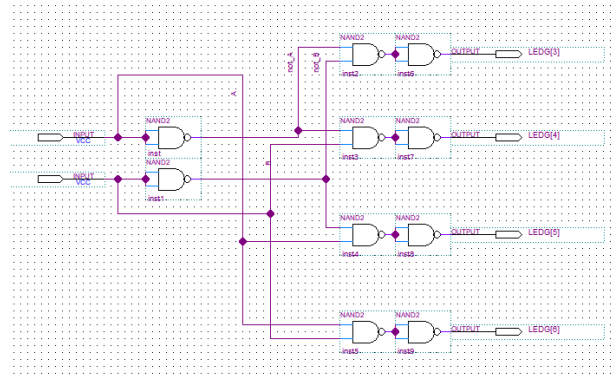 NAND2 NAND2
not_A
not_B
OUTPUT LEDG[3]
inst2 inst6
A
NAND2
INPUT
VCC
inst
NAND2 NAND2
OUTPUT LEDG[4]
inst3 inst7
B
NAND2
INPUT
VCC
inst1
NAND2 NAND2
OUTPUT LEDG[5]
inst4 inst8
NAND2 NAND2
OUTPUT LEDG[6]
inst5 inst9